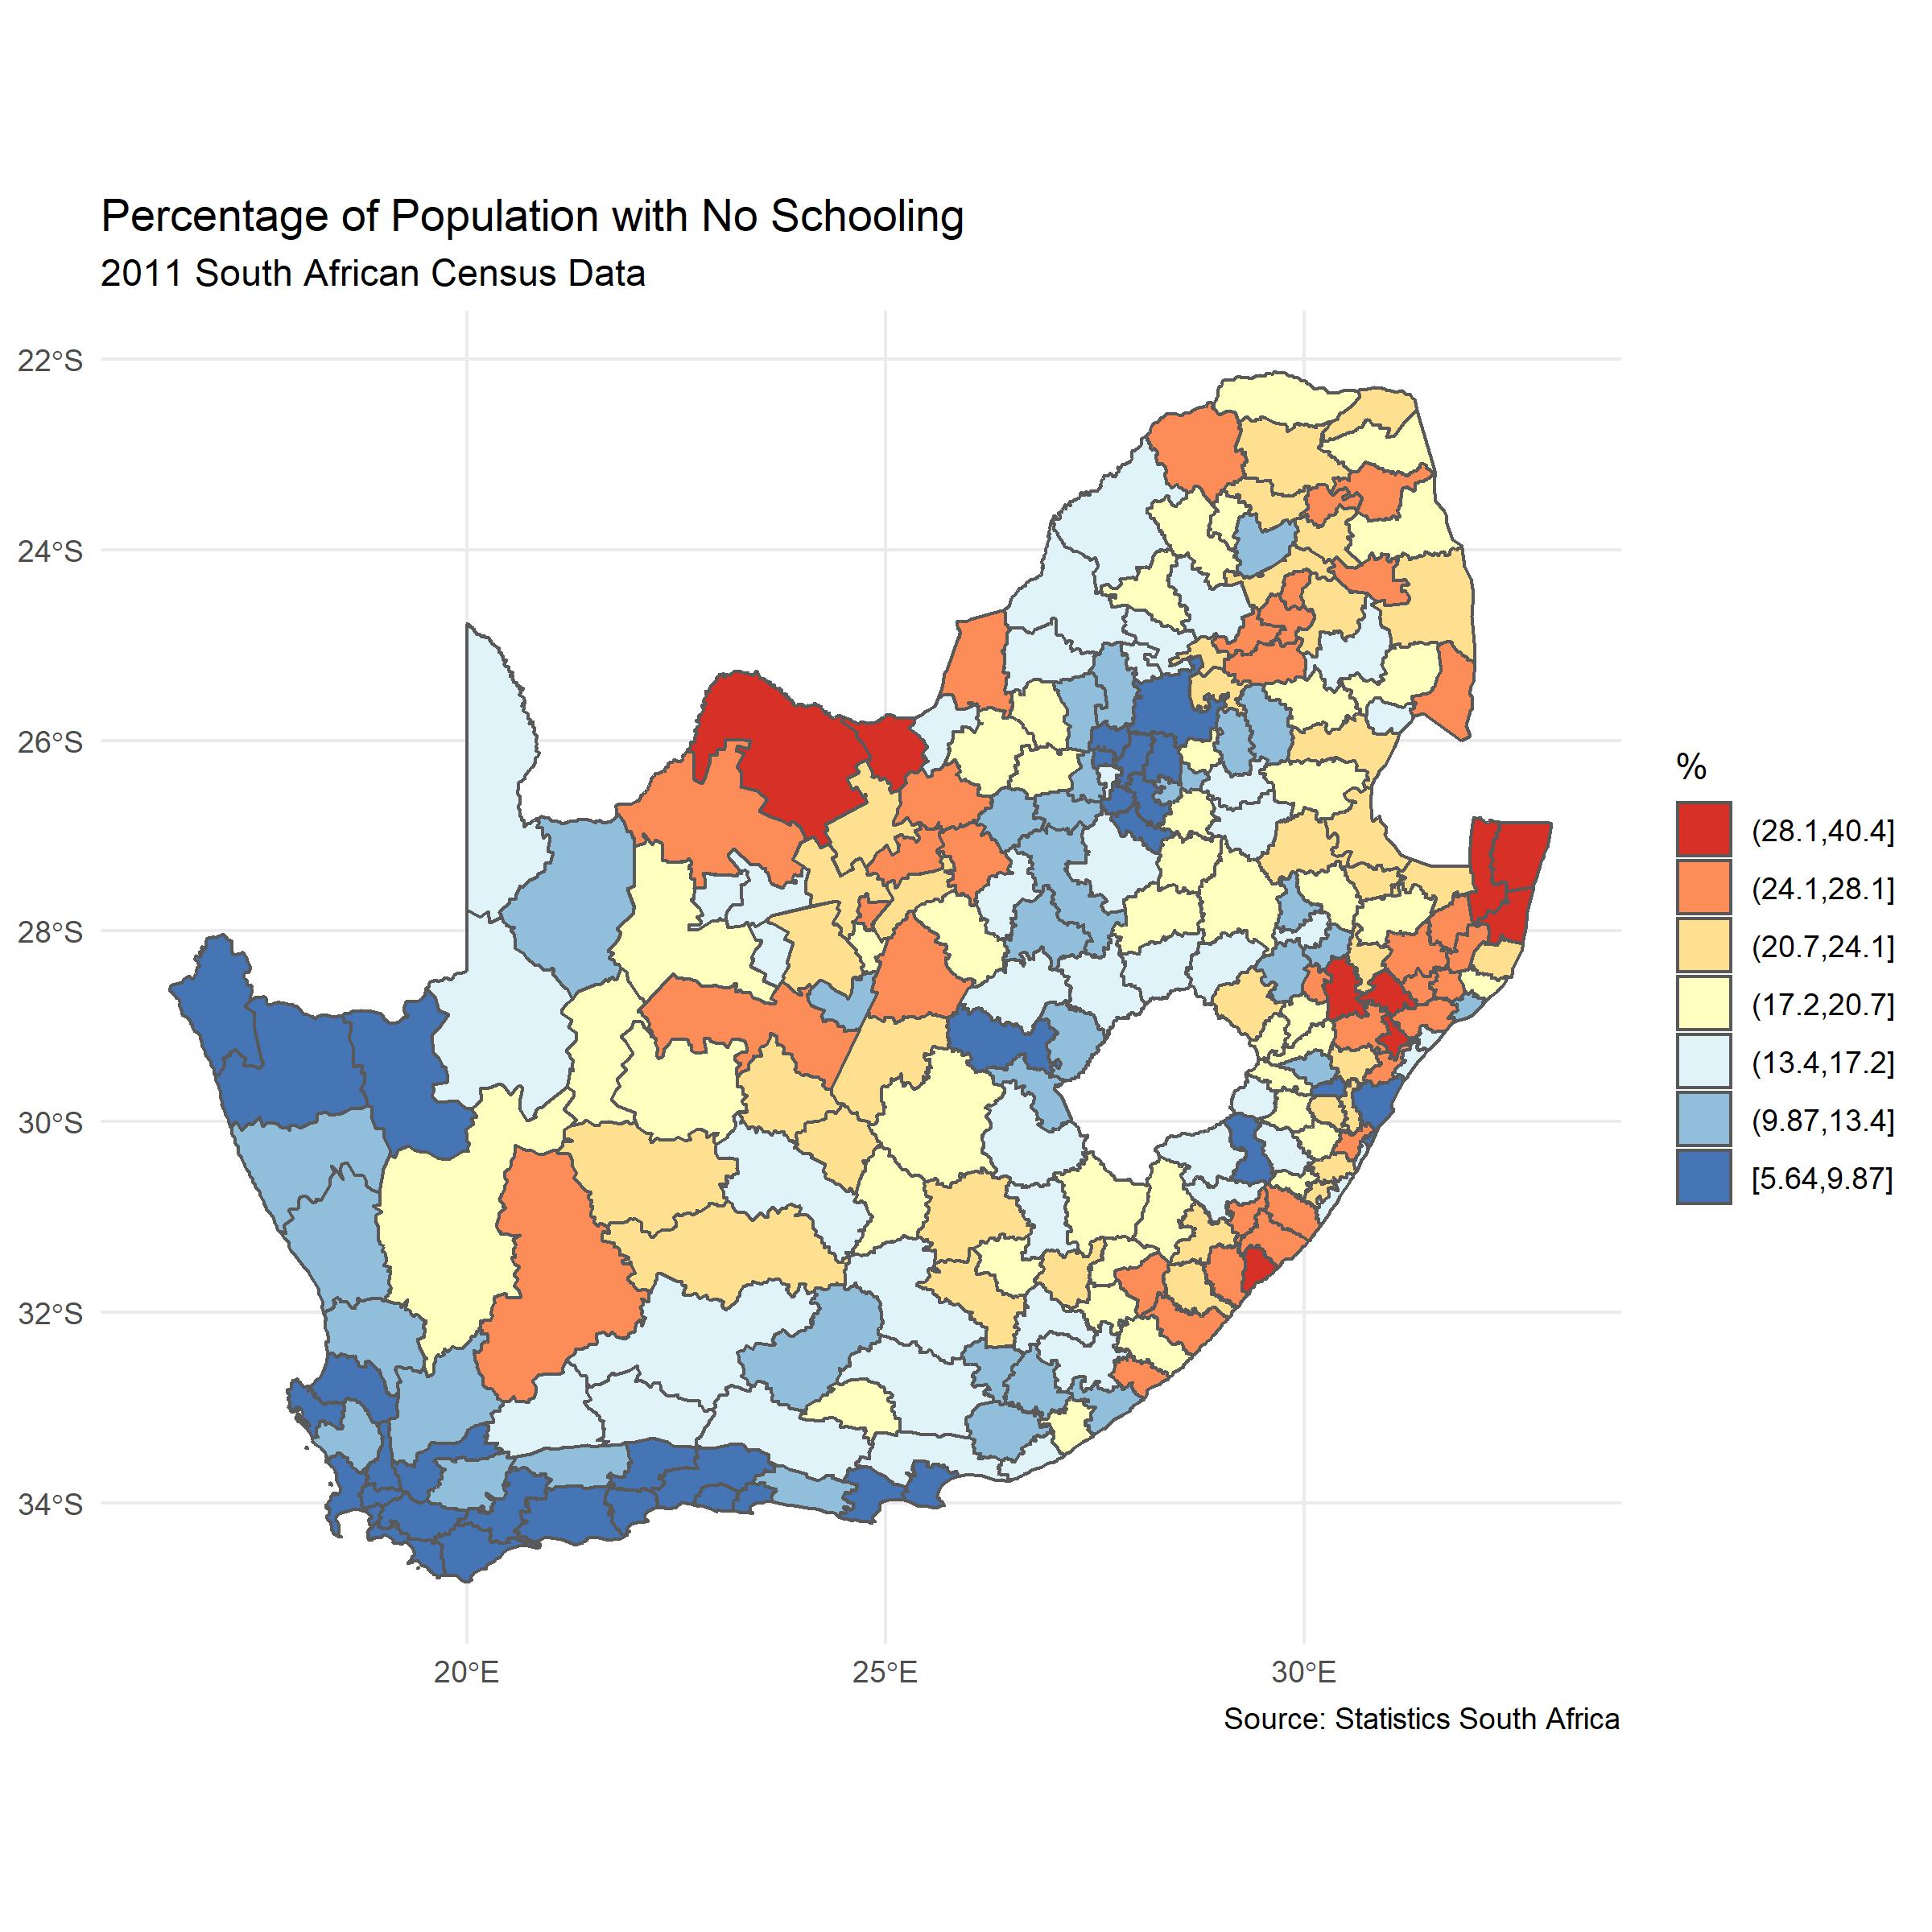 Percentage of Population with No Schooling
2011 South African Census Data
22°S
24°S
26°S
28°S
30°S
32°S
34°S
20°E
25°E
30°E
%
(28.1,40.4]
(24.1,28.1]
(20.7,24.1]
(17.2,20.7]
(13.4,17.2]
(9.87,13.4]
[5.64,9.87]
Source: Statistics South Africa